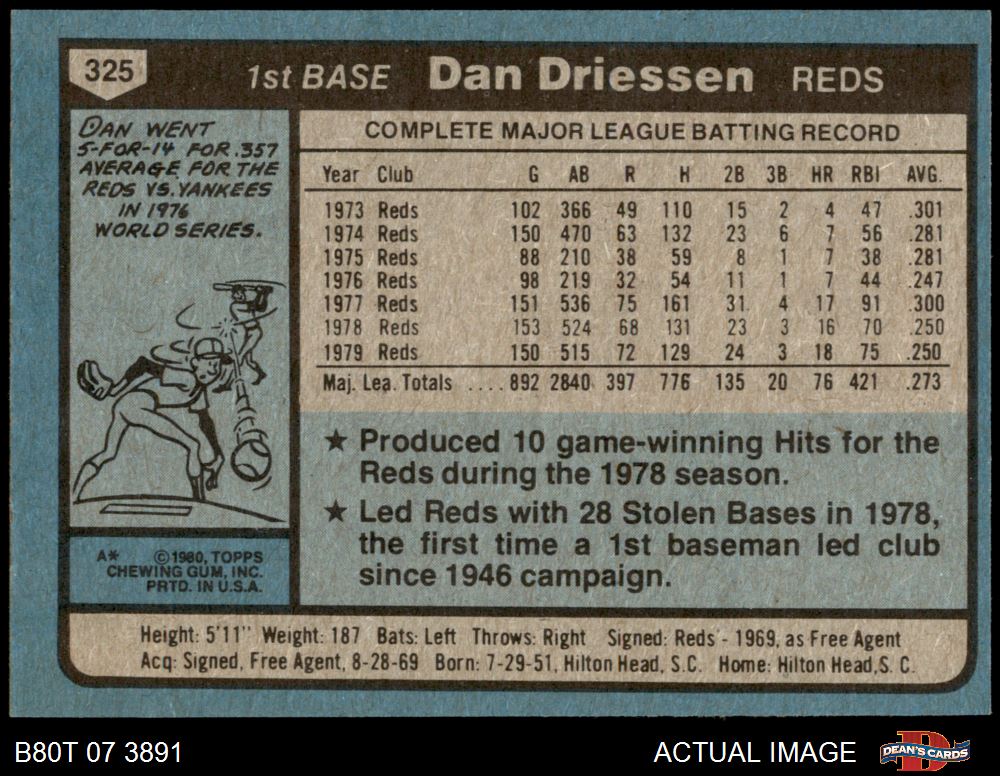 325 1st BASE Dan Driessen REDS
DAN WENT
5-FOR-14 FOR .357
AVERAGE FOR THE
REDS VS. YANKEES
IN 1976
WORLD SERIES.
COMPLETE MAJOR LEAGUE BATTING RECORD
Year Club G AB R H 2B 3B HR RBI AVG.
1973 Reds 102 366 49 110 15 2 4 47 .301
1974 Reds 150 470 63 132 23 6 7 56 .281
1975 Reds 88 210 38 59 8 1 7 38 .281
1976 Reds 98 219 32 54 11 1 7 44 .247
1977 Reds 151 536 75 161 31 4 17 91 .300
1978 Reds 153 524 68 131 23 3 16 70 .250
1979 Reds 150 515 72 129 24 3 18 75 .250
Maj. Lea. Totals .... 892 2840 397 776 135 20 76 421 .273
★ Produced 10 game-winning Hits for the
Reds during the 1978 season.
★ Led Reds with 28 Stolen Bases in 1978,
the first time a 1st baseman led club
since 1946 campaign.
A* ©1980, TOPPS
CHEWING GUM, INC.
PRTD. IN U.S.A.
Height: 5'11" Weight: 187 Bats: Left Throws: Right Signed: Reds - 1969, as Free Agent
Acq: Signed, Free Agent, 8-28-69 Born: 7-29-51, Hilton Head, S.C. Home: Hilton Head, S. C.
B80T 07 3891 ACTUAL IMAGE DEAN'S CARDS